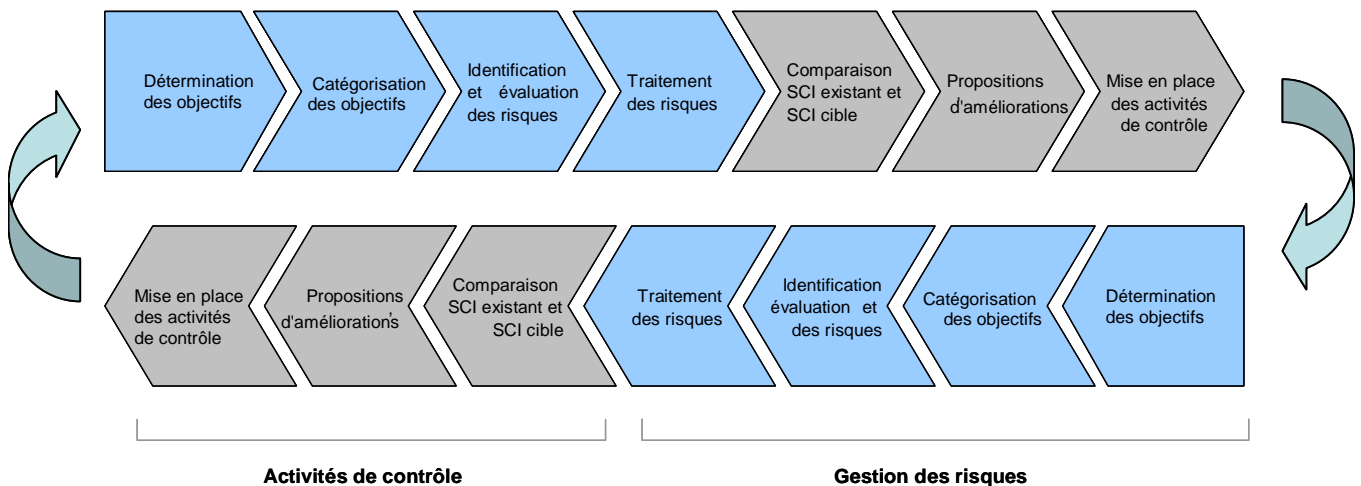 Détermination
des objectifs
Catégorisation
des objectifs
Identification
et évaluation
des risques
Traitement
des risques
Comparaison
SCI existant et
SCI cible
Propositions
d'améliorations
Mise en place
des activités
de contrôle
Mise en place
des activités
de contrôle
Propositions
d'améliorations
Comparaison
SCI existant et
SCI cible
Traitement
des risques
Identification
évaluation et
des risques
Catégorisation
des objectifs
Détermination
des objectifs
Activités de contrôle
Gestion des risques